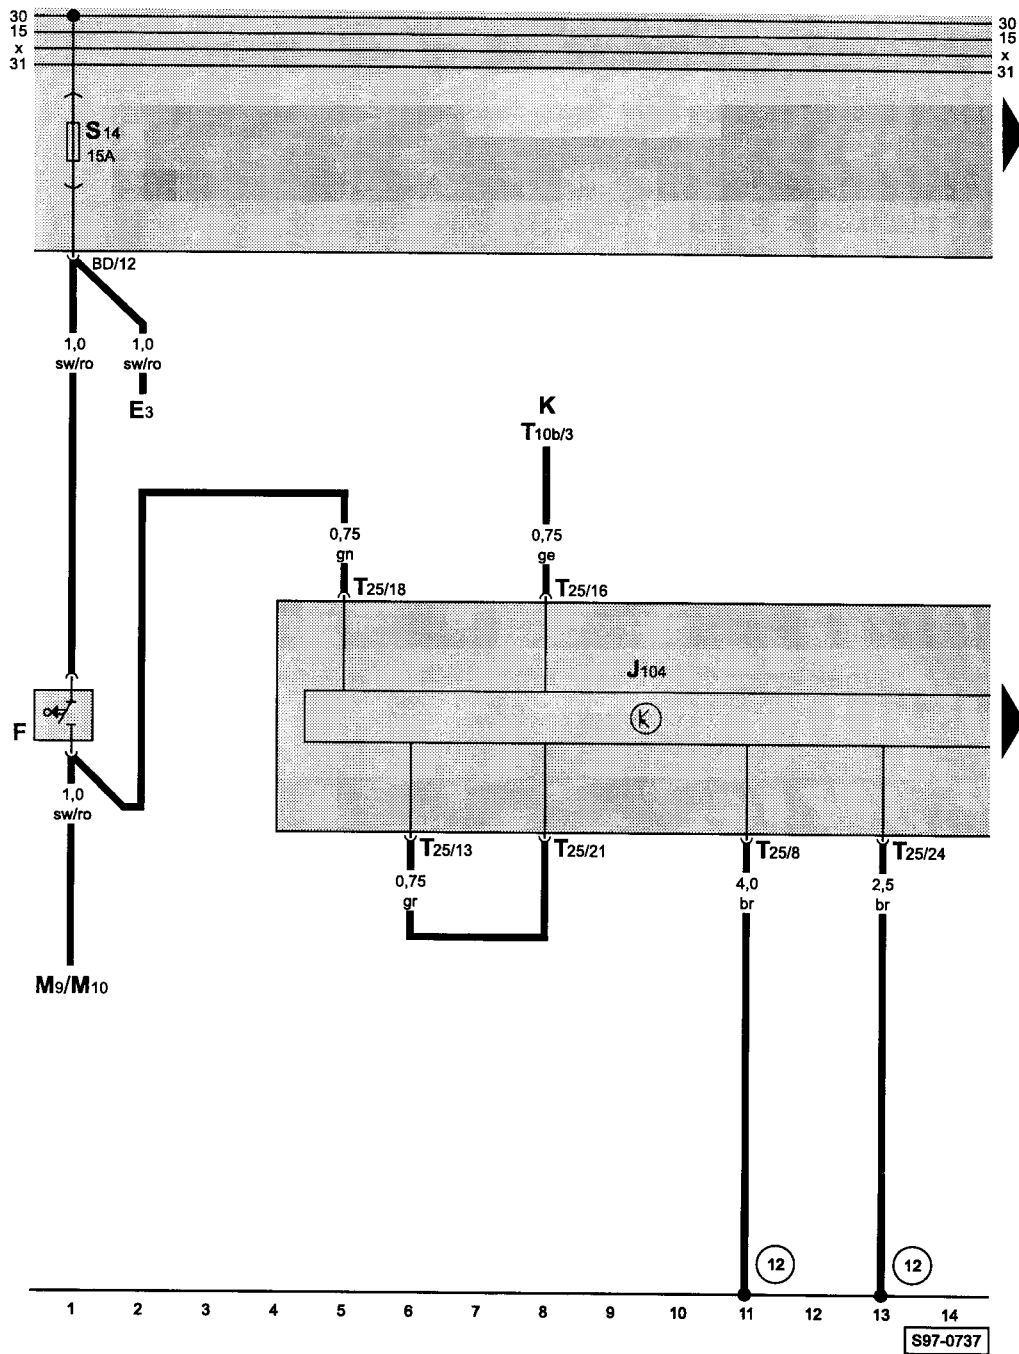 30
15
x
31
30
15
x
31
S14
15A
BD/12
1,0
sw/ro
1,0
sw/ro
E3
K
T10b/3
0,75
gn
0,75
ge
T25/18
T25/16
J104
K
F
1,0
sw/ro
T25/13
T25/21
T25/8
T25/24
0,75
gr
4,0
br
2,5
br
M9/M10
12
12
1 2 3 4 5 6 7 8 9 10 11 12 13 14
S97-0737